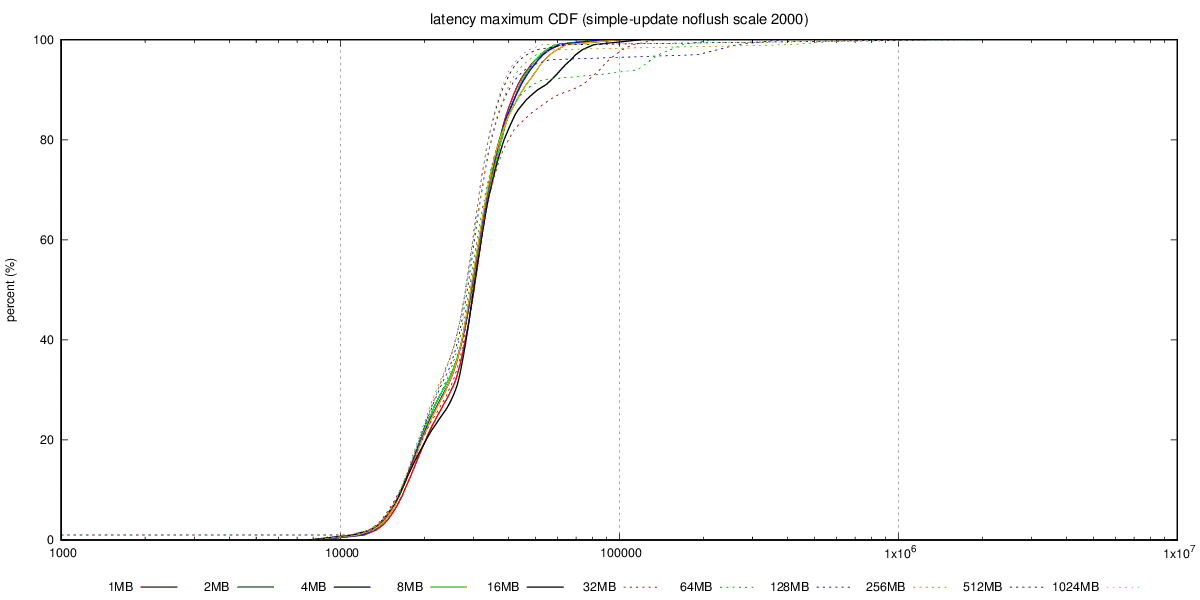 latency maximum CDF (simple-update noflush scale 2000)
100
80
60
40
20
0
percent (%)
1000 10000 100000 1x10⁶ 1x10⁷
1MB 2MB 4MB 8MB 16MB 32MB 64MB 128MB 256MB 512MB 1024MB